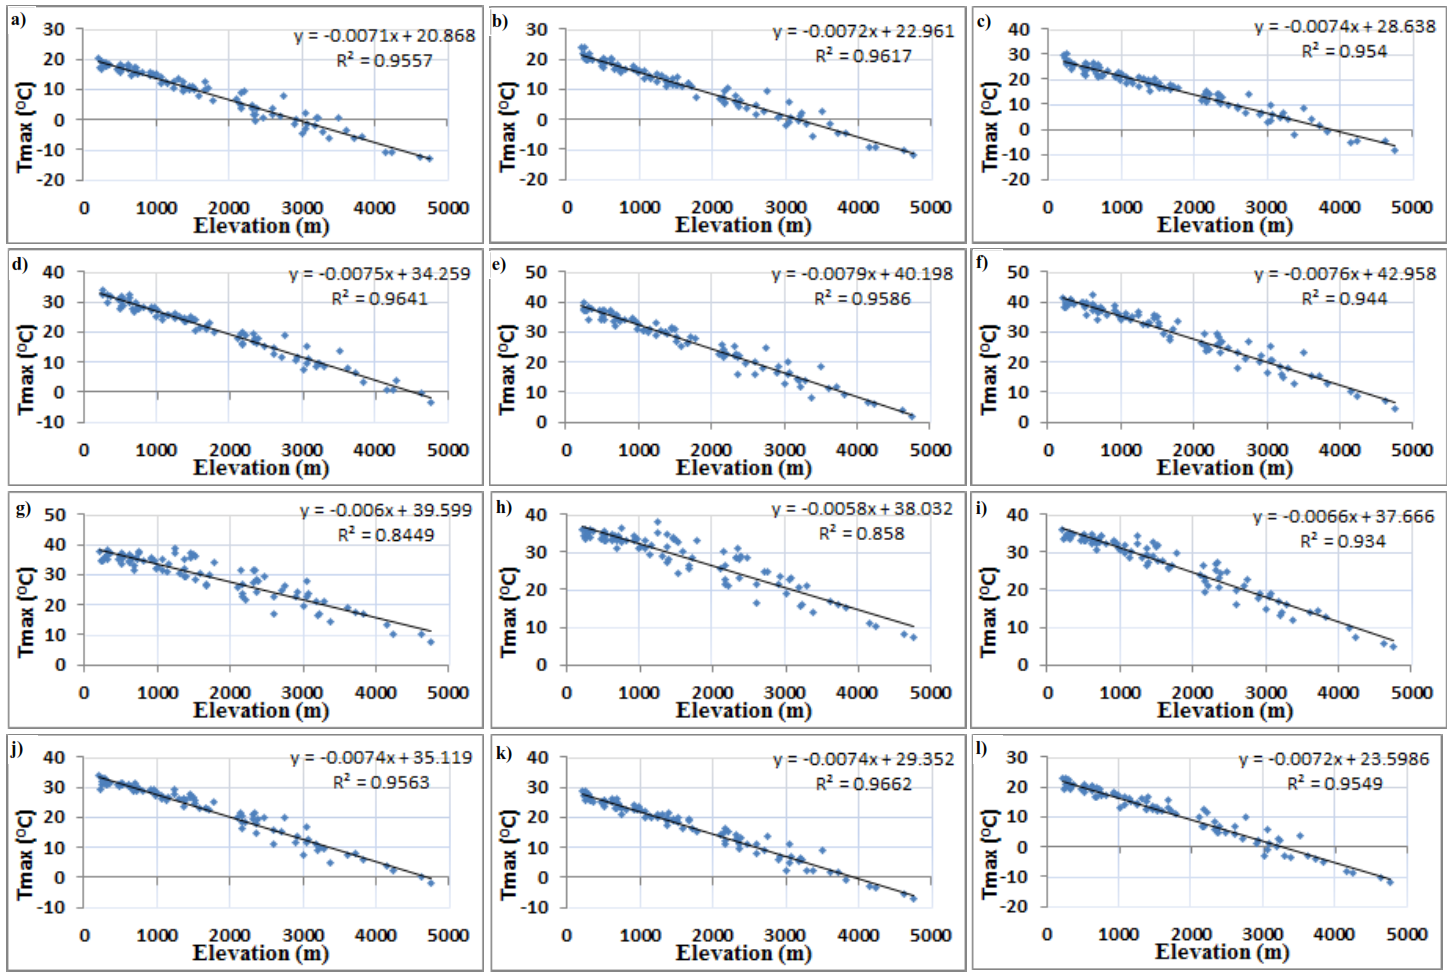 a)
y = -0.0071x + 20.868
R² = 0.9557
30
20
10
0
-10
-20
Tmax (⁰C)
0 1000 2000 3000 4000 5000
Elevation (m)
b)
y = -0.0072x + 22.961
R² = 0.9617
30
20
10
0
-10
-20
Tmax (⁰C)
0 1000 2000 3000 4000 5000
Elevation (m)
c)
y = -0.0074x + 28.638
R² = 0.954
40
30
20
10
0
-10
-20
Tmax (⁰C)
0 1000 2000 3000 4000 5000
Elevation (m)
d)
y = -0.0075x + 34.259
R² = 0.9641
40
30
20
10
0
-10
Tmax (⁰C)
0 1000 2000 3000 4000 5000
Elevation (m)
e)
y = -0.0079x + 40.198
R² = 0.9586
50
40
30
20
10
0
Tmax (⁰C)
0 1000 2000 3000 4000 5000
Elevation (m)
f)
y = -0.0076x + 42.958
R² = 0.944
50
40
30
20
10
0
Tmax (⁰C)
0 1000 2000 3000 4000 5000
Elevation (m)
g)
y = -0.006x + 39.599
R² = 0.8449
50
40
30
20
10
0
Tmax (⁰C)
0 1000 2000 3000 4000 5000
Elevation (m)
h)
y = -0.0058x + 38.032
R² = 0.858
40
30
20
10
0
Tmax (⁰C)
0 1000 2000 3000 4000 5000
Elevation (m)
i)
y = -0.0066x + 37.666
R² = 0.934
40
30
20
10
0
Tmax (⁰C)
0 1000 2000 3000 4000 5000
Elevation (m)
j)
y = -0.0074x + 35.119
R² = 0.9563
40
30
20
10
0
-10
Tmax (⁰C)
0 1000 2000 3000 4000 5000
Elevation (m)
k)
y = -0.0074x + 29.352
R² = 0.9662
40
30
20
10
0
-10
Tmax (⁰C)
0 1000 2000 3000 4000 5000
Elevation (m)
l)
y = -0.0072x + 23.5986
R² = 0.9549
30
20
10
0
-10
-20
Tmax (⁰C)
0 1000 2000 3000 4000 5000
Elevation (m)